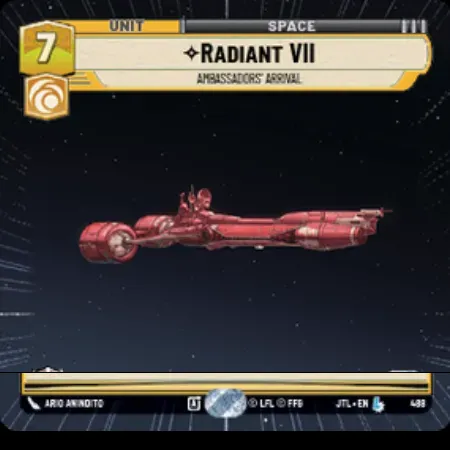 UNIT
SPACE
7
RADIANT VII
AMBASSADORS' ARRIVAL
ARIO ANINDITO
A
© LFL © FFG
JTL • EN
488